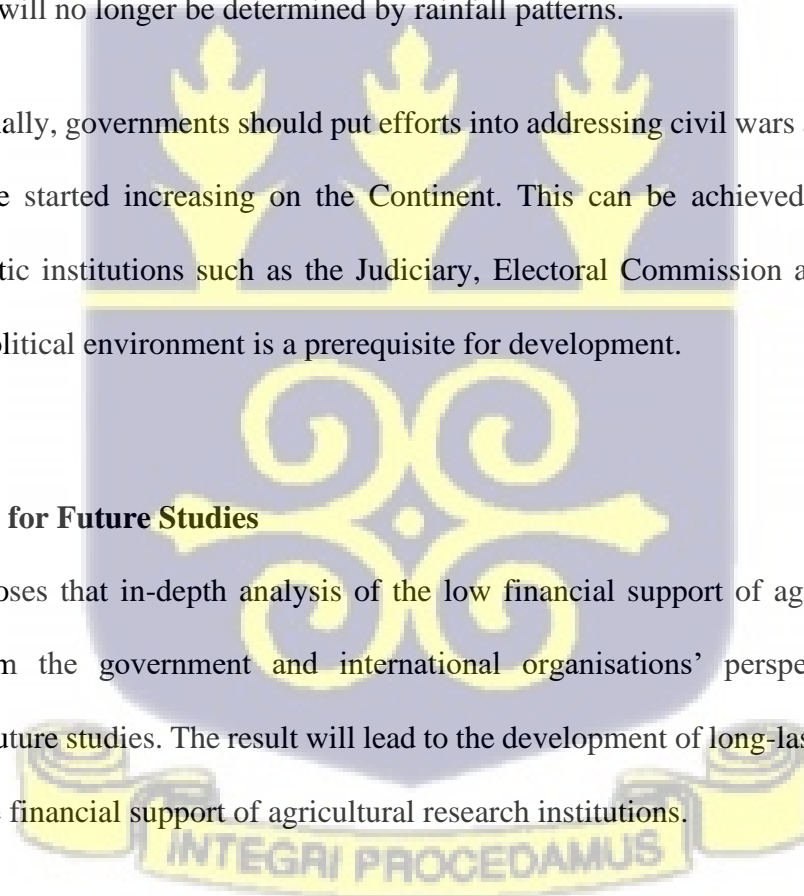 will no longer be determined by rainfall patterns.
ally, governments should put efforts into addressing civil wars
started increasing on the Continent. This can be achieved
tic institutions such as the Judiciary, Electoral Commission a
litical environment is a prerequisite for development.
for Future Studies
oses that in-depth analysis of the low financial support of ag
m the government and international organisations’ perspe
uture studies. The result will lead to the development of long-las
financial support of agricultural research institutions.
INTEGRI PROCEDAMUS